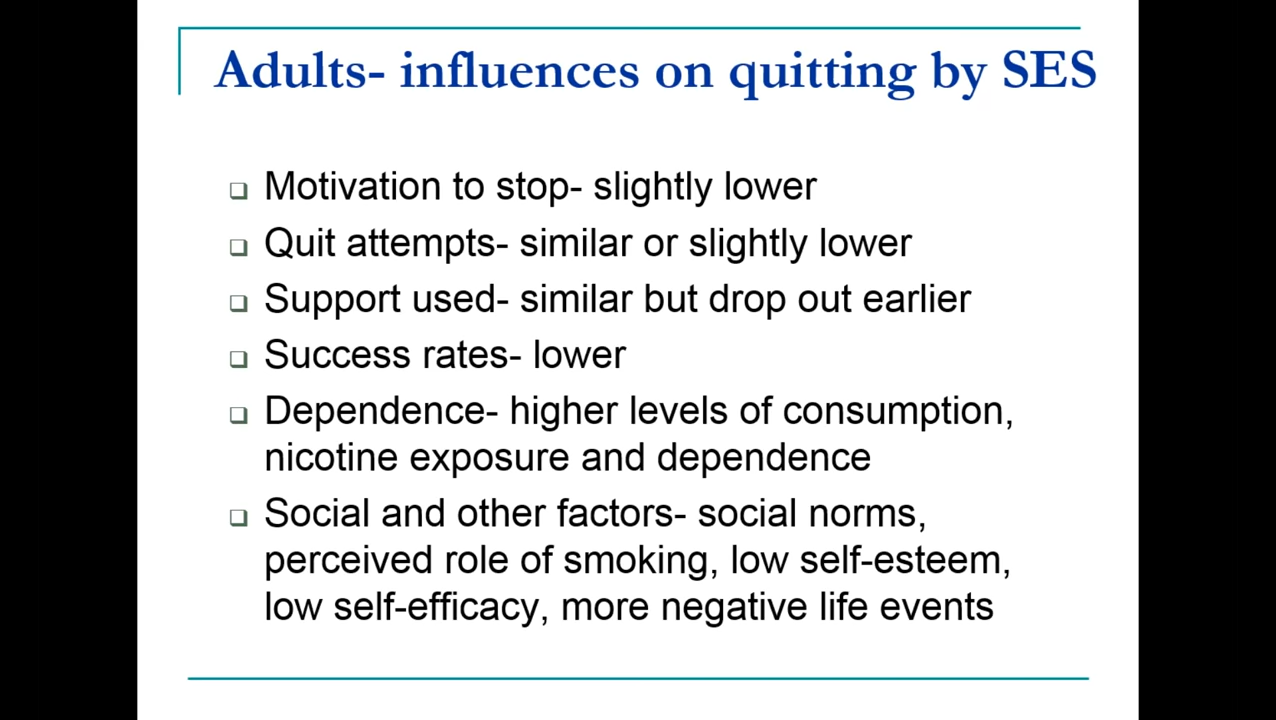 Adults- influences on quitting by SES
Motivation to stop- slightly lower
Quit attempts- similar or slightly lower
Support used- similar but drop out earlier
Success rates- lower
Dependence- higher levels of consumption,
nicotine exposure and dependence
Social and other factors- social norms,
perceived role of smoking, low self-esteem,
low self-efficacy, more negative life events